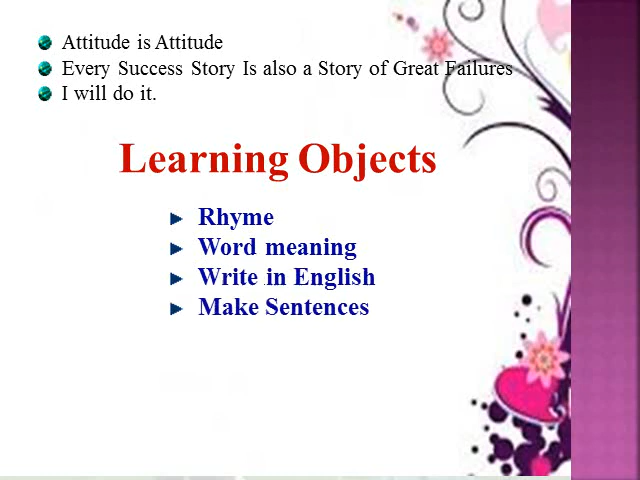 Attitude is Attitude
Every Success Story Is also a Story of Great Failures
I will do it.
Learning Objects
Rhyme
Word meaning
Write in English
Make Sentences